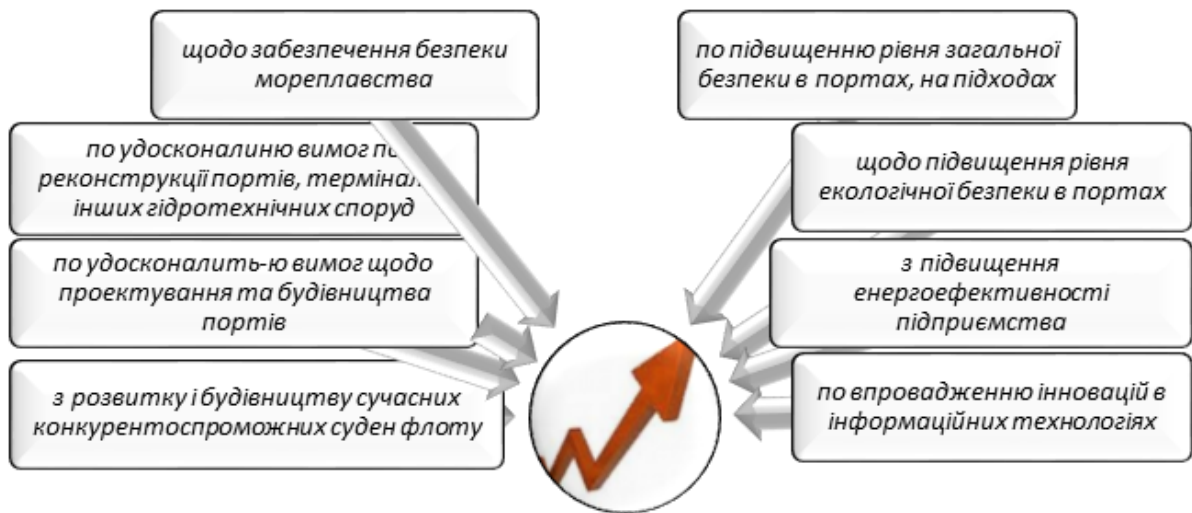 щодо забезпечення безпеки
мореплавства
по удосконалиню вимог по
реконструкції портів, терміналі
інших гідротехнічних споруд
по удосконалить-ю вимог щодо
проектування та будівництва
портів
з розвитку і будівництву сучасних
конкурентоспроможних суден флоту
по підвищенню рівня загальної
безпеки в портах, на підходах
щодо підвищення рівня
екологічної безпеки в портах
з підвищення
енергоефективності
підприємства
по впровадженню інновацій в
інформаційних технологіях